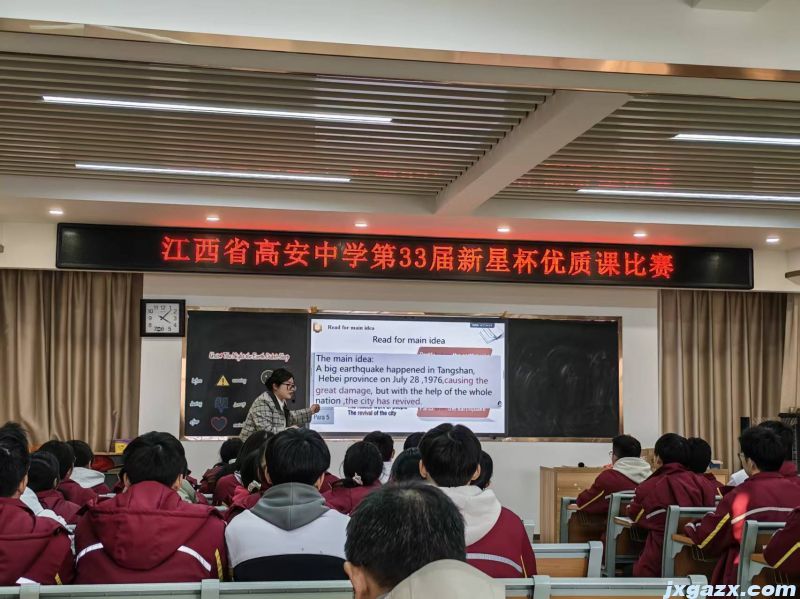 江西省高安中学第33届新星杯优质课比赛
Read for main idea
Read for main idea
The main idea:
A big earthquake happened in Tangshan,
Hebei province on July 28 ,1976,causing the
great damage, but with the help of the whole
nation ,the city has revived.
Para 5
The revival of the city
jxgazx.com